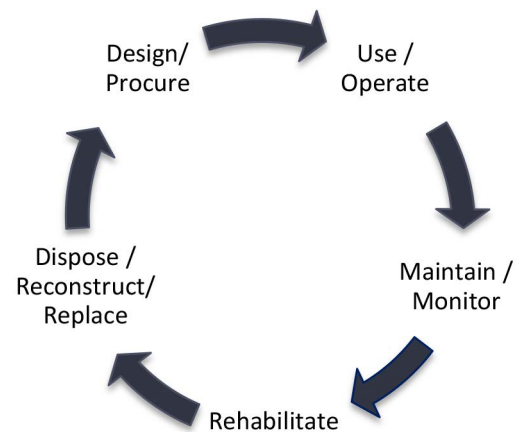 Design/
Procure
Use /
Operate
Maintain /
Monitor
Rehabilitate
Dispose /
Reconstruct/
Replace